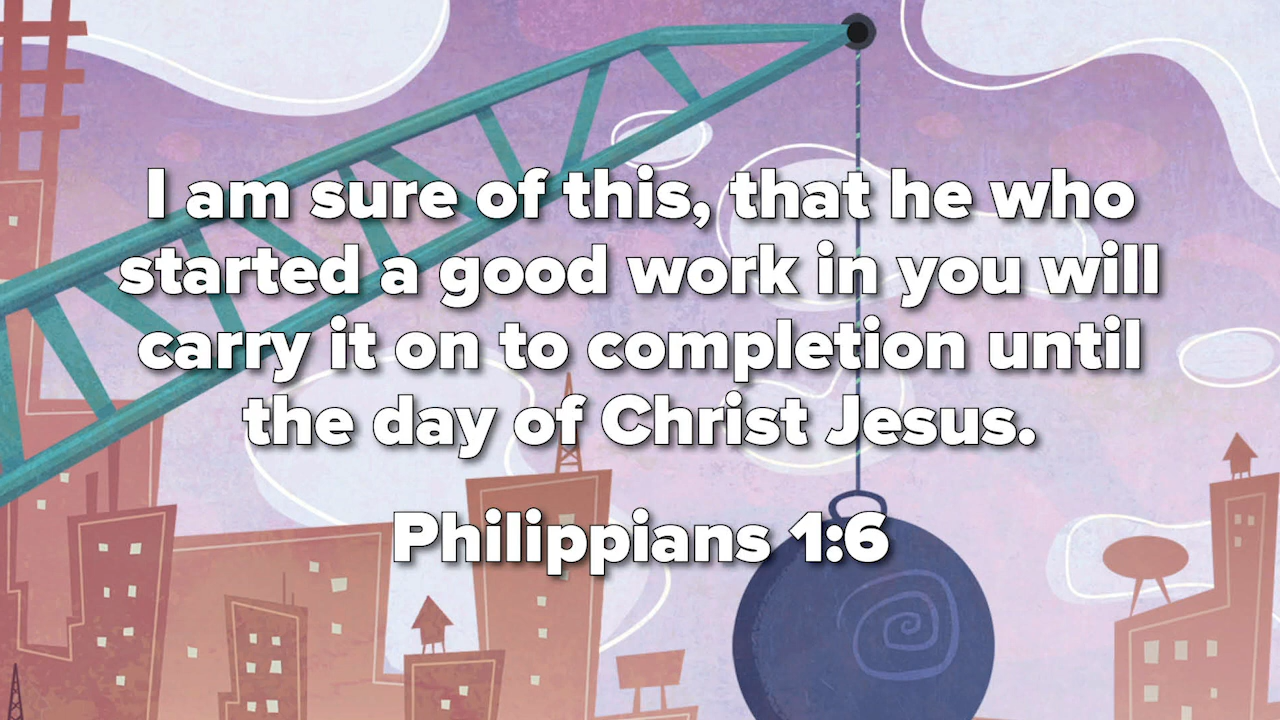 I am sure of this, that he who
started a good work in you will
carry it on to completion until
the day of Christ Jesus.
Philippians 1:6